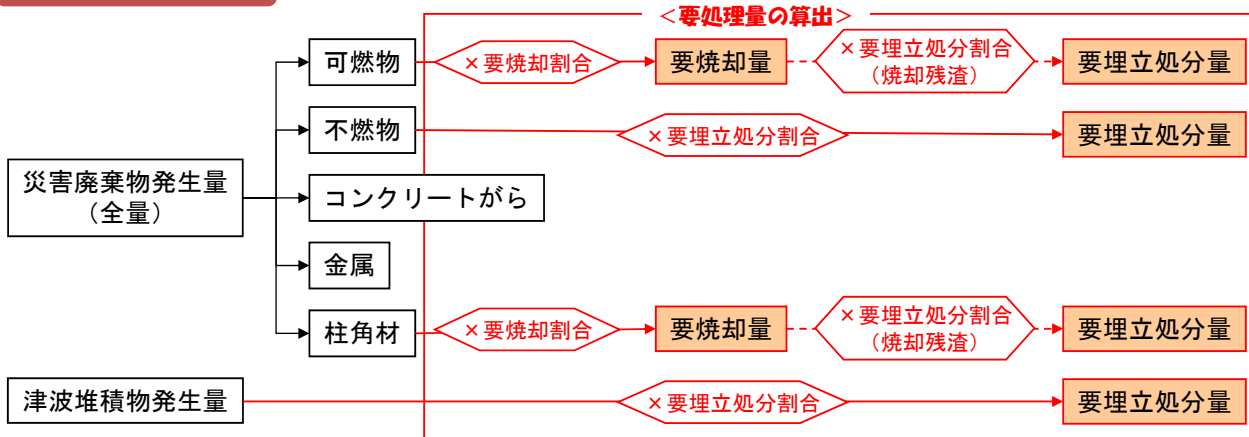 <要処理量の算出>
可燃物
×要焼却割合
要焼却量
×要埋立処分割合
(焼却残渣)
要埋立処分量
不燃物
×要埋立処分割合
要埋立処分量
災害廃棄物発生量
(全量)
コンクリートがら
金属
柱角材
×要焼却割合
要焼却量
×要埋立処分割合
(焼却残渣)
要埋立処分量
津波堆積物発生量
×要埋立処分割合
要埋立処分量